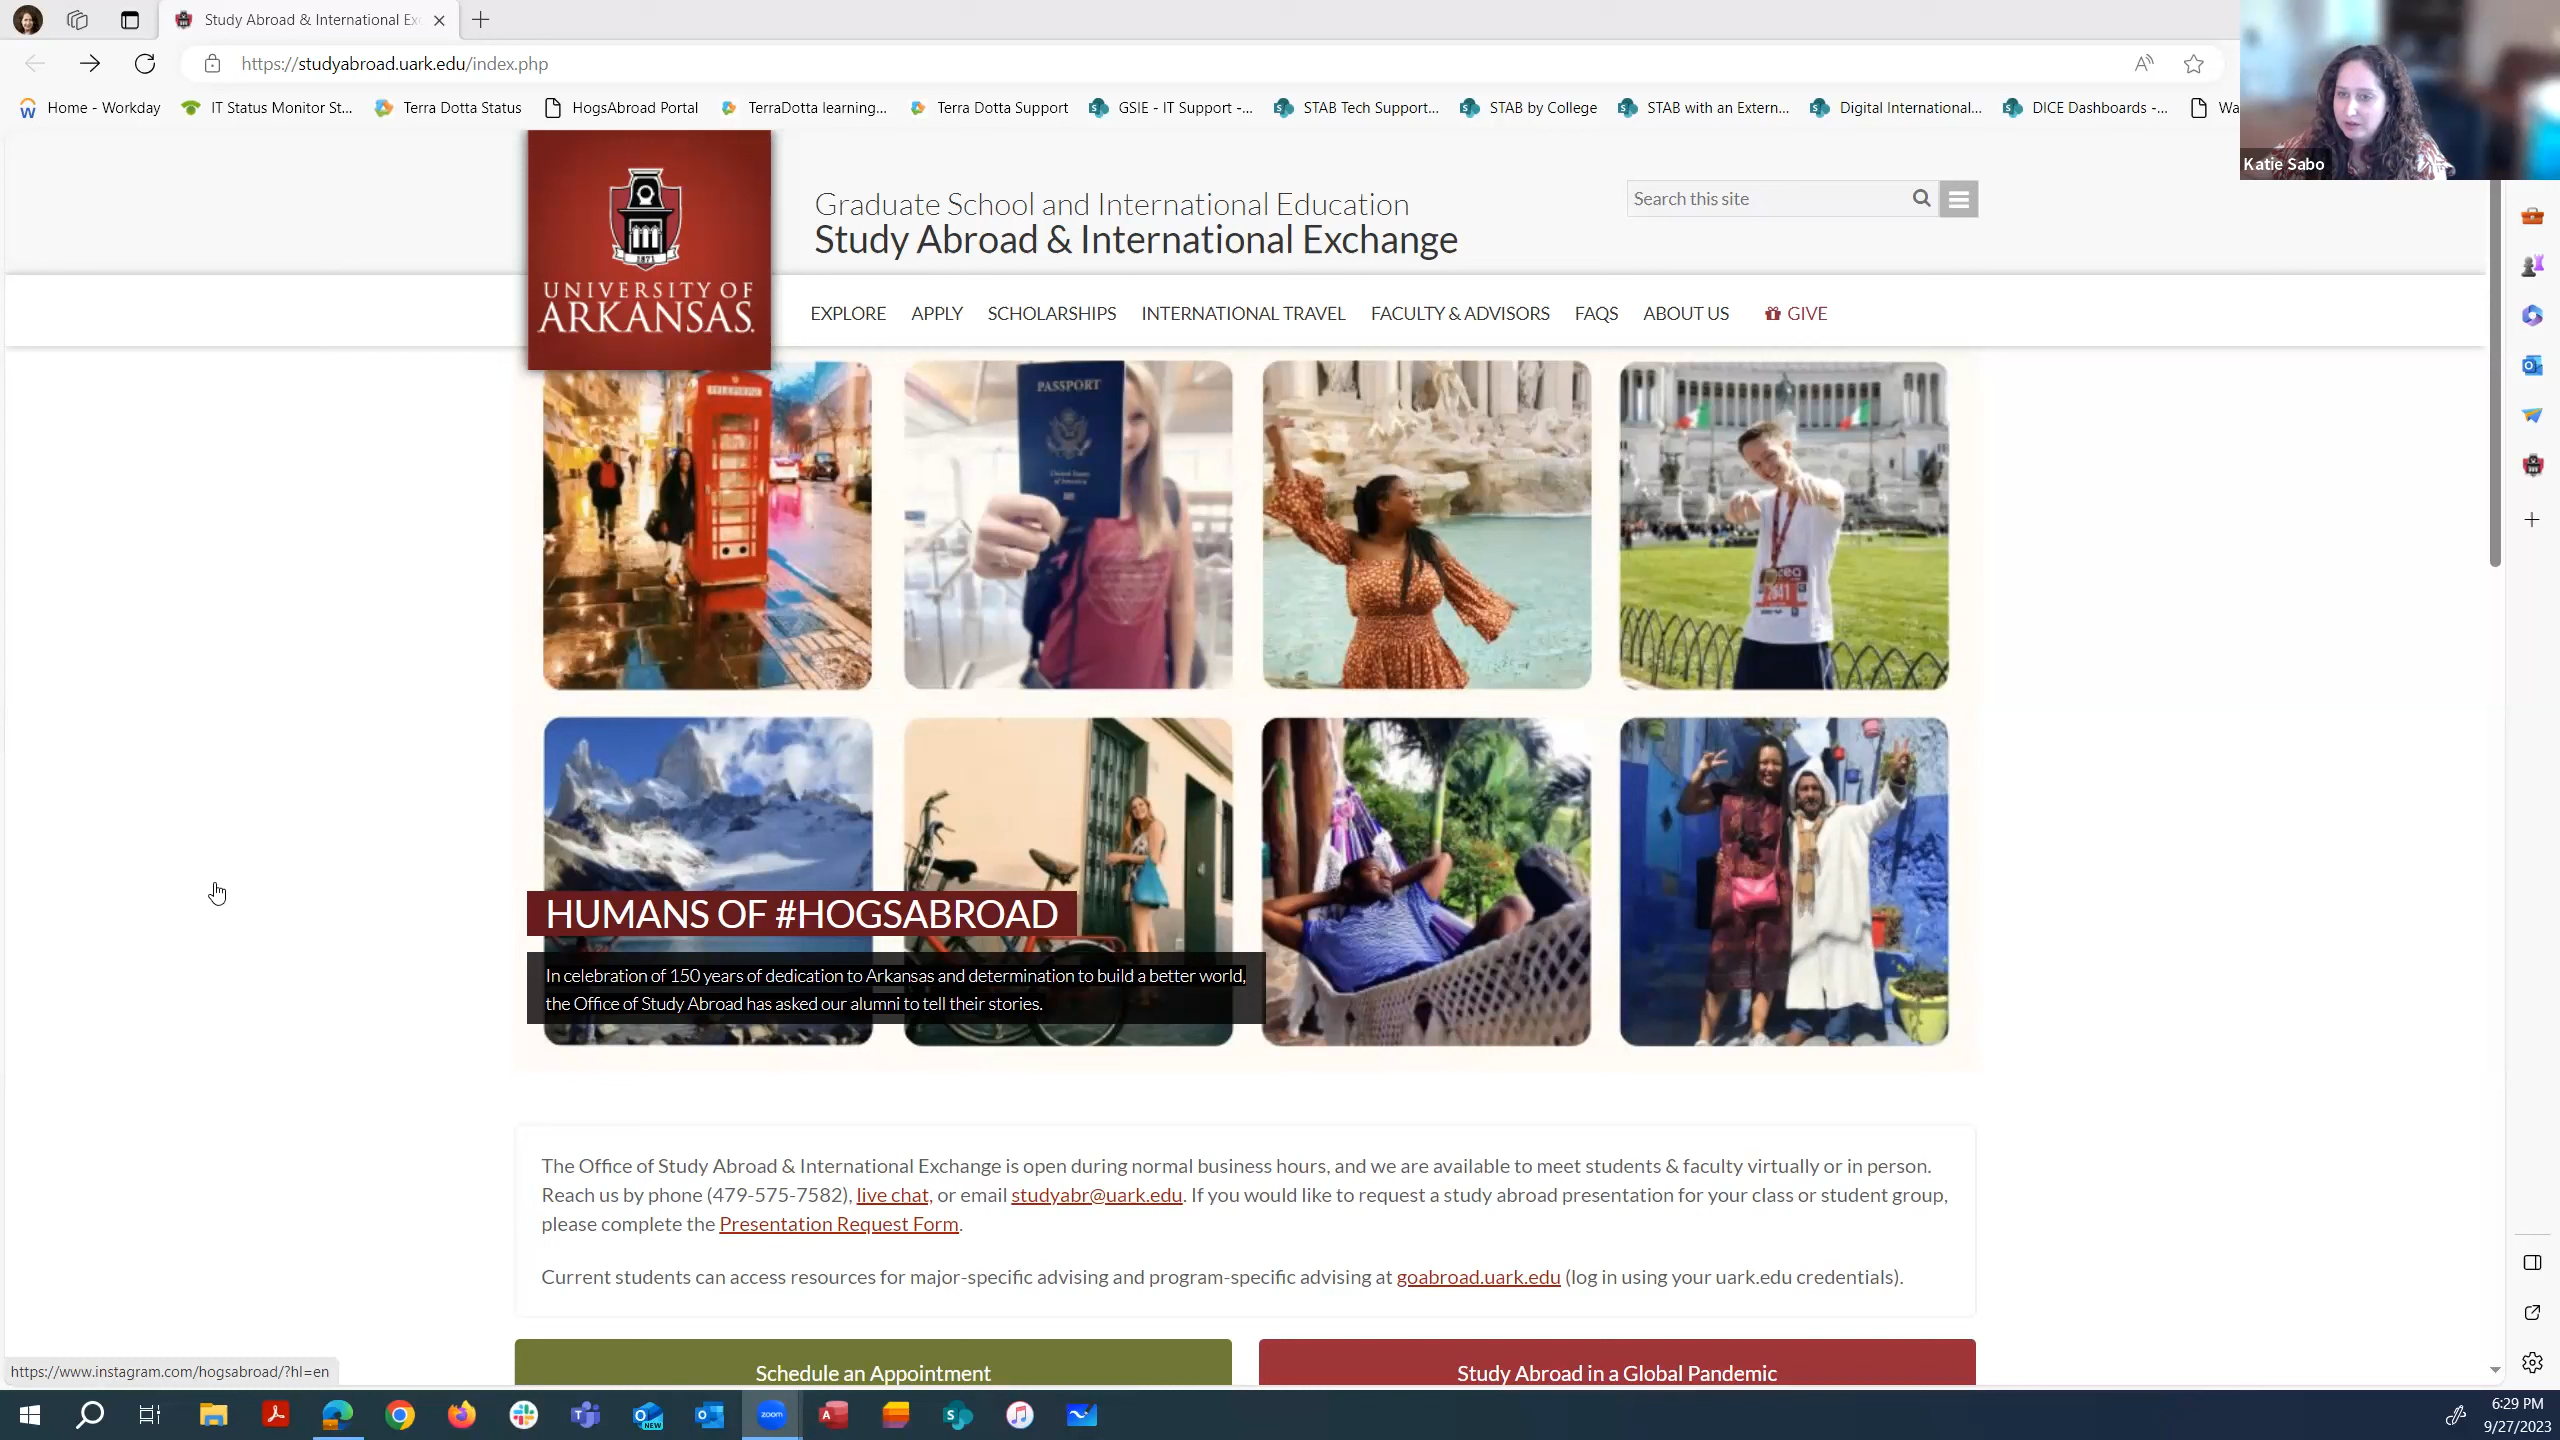 Study Abroad & International Ex
https://studyabroad.uark.edu/index.php
Home - Workday
IT Status Monitor St...
Terra Dotta Status
HogsAbroad Portal
TerraDotta learning...
Terra Dotta Support
GSIE - IT Support -...
STAB Tech Support...
STAB by College
STAB with an Extern...
Digital International...
DICE Dashboards -...
Wa
Katie Sabo
UNIVERSITY OF
ARKANSAS.
1871
Graduate School and International Education
Study Abroad & International Exchange
Search this site
EXPLORE APPLY SCHOLARSHIPS INTERNATIONAL TRAVEL FACULTY & ADVISORS FAQS ABOUT US GIVE
TELEPHONE
PASSPORT
United States
of America
2641
HUMANS OF #HOGSABROAD
In celebration of 150 years of dedication to Arkansas and determination to build a better world,
the Office of Study Abroad has asked our alumni to tell their stories.
The Office of Study Abroad & International Exchange is open during normal business hours, and we are available to meet students & faculty virtually or in person.
Reach us by phone (479-575-7582), live chat, or email studyabr@uark.edu. If you would like to request a study abroad presentation for your class or student group,
please complete the Presentation Request Form.
Current students can access resources for major-specific advising and program-specific advising at goabroad.uark.edu (log in using your uark.edu credentials).
Schedule an Appointment
Study Abroad in a Global Pandemic
https://www.instagram.com/hogsabroad/?hl=en
NEW
zoom
6:29 PM
9/27/2023